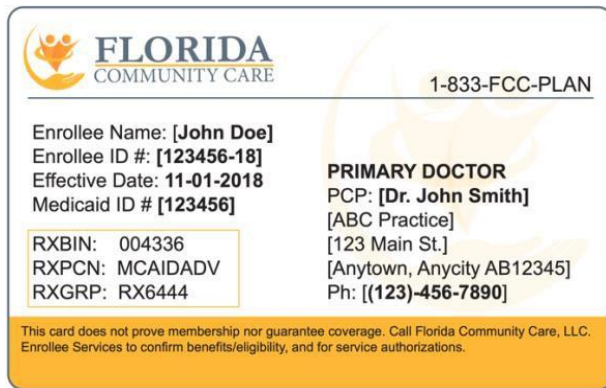 FLORIDA
COMMUNITY CARE
1-833-FCC-PLAN
Enrollee Name: [John Doe]
Enrollee ID #: [123456-18]
Effective Date: 11-01-2018
Medicaid ID # [123456]
RXBIN: 004336
RXPCN: MCAIDADV
RXGRP: RX6444
PRIMARY DOCTOR
PCP: [Dr. John Smith]
[ABC Practice]
[123 Main St.]
[Anytown, Anycity AB12345]
Ph: [(123)-456-7890]
This card does not prove membership nor guarantee coverage. Call Florida Community Care, LLC.
Enrollee Services to confirm benefits/eligibility, and for service authorizations.